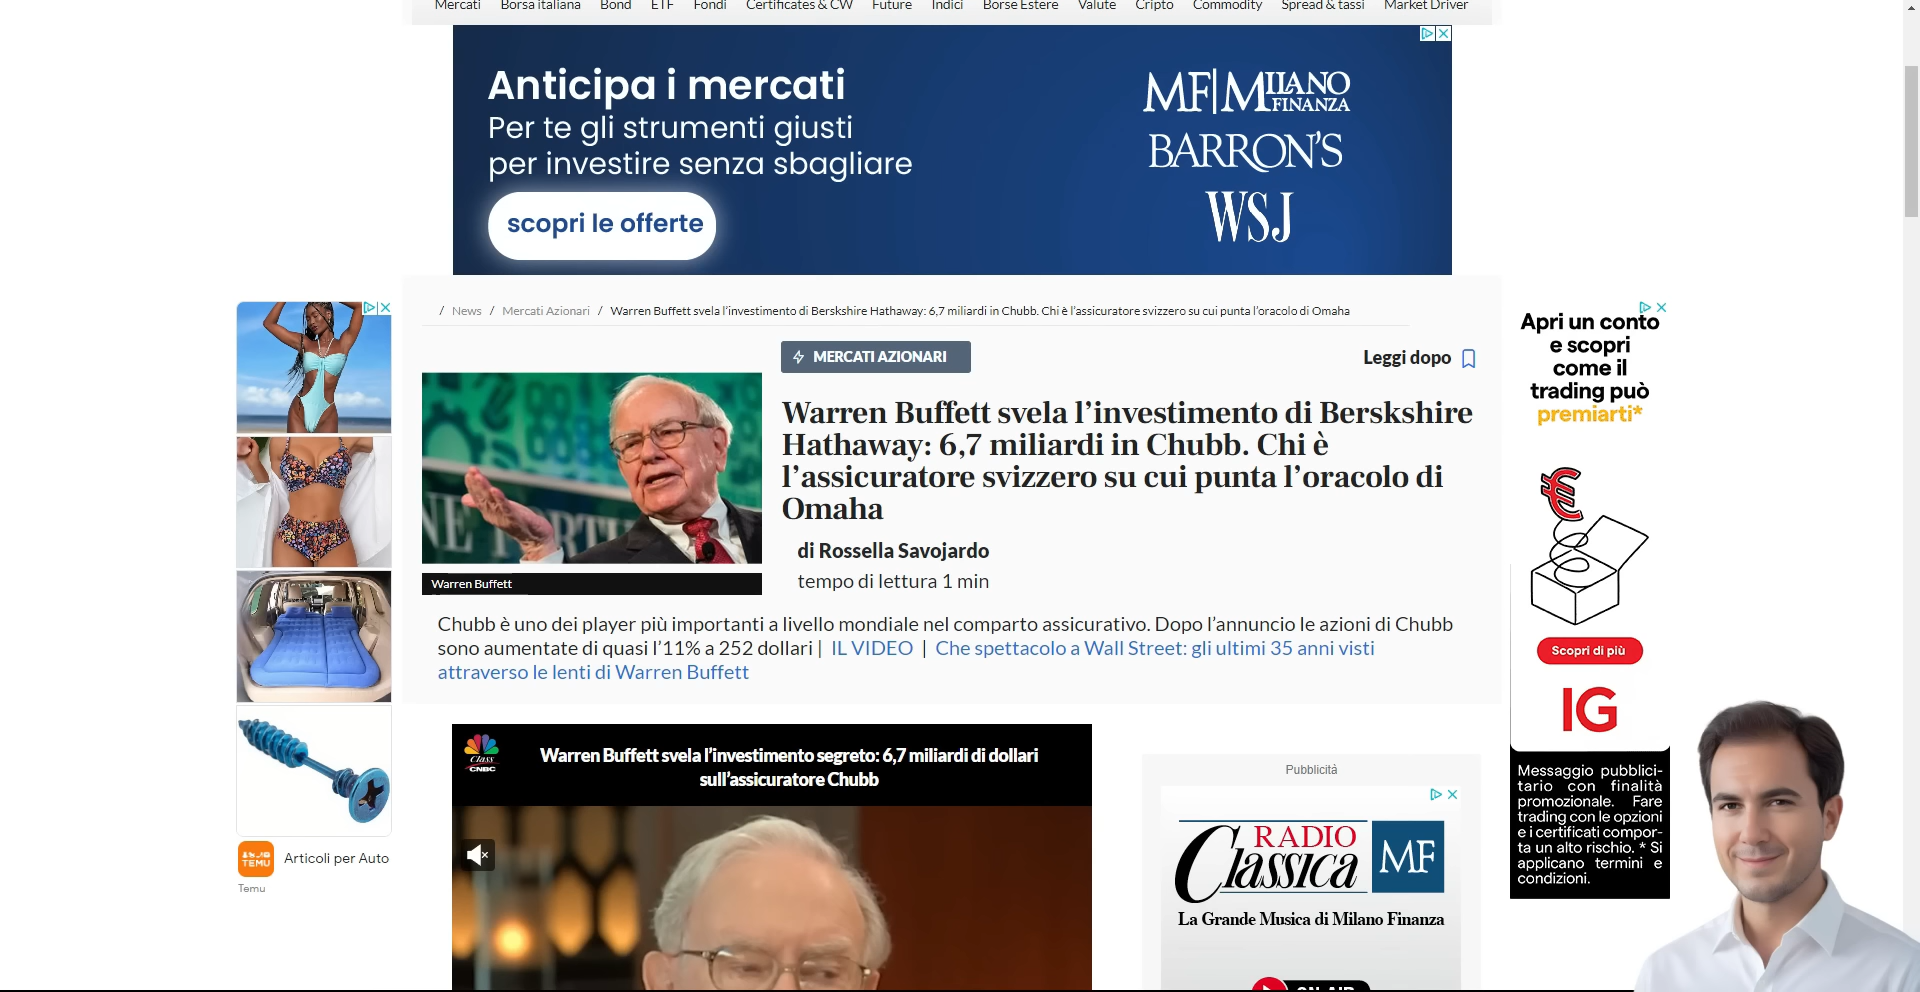 Mercati Borsa italiana Bond ETF Fondi Certificates & CW Future Indici Borse Estere Valute Cripto Commodity Spread & tassi Market Driver
Anticipa i mercati
Per te gli strumenti giusti
per investire senza sbagliare
scopri le offerte
MF|MILANO
FINANZA
BARRON'S
WSJ
/ News / Mercati Azionari / Warren Buffett svela l'investimento di Berskshire Hathaway: 6,7 miliardi in Chubb. Chi è l'assicuratore svizzero su cui punta l'oracolo di Omaha
MERCATI AZIONARI
Leggi dopo
Warren Buffett svela l'investimento di Berskshire
Hathaway: 6,7 miliardi in Chubb. Chi è
l'assicuratore svizzero su cui punta l'oracolo di
Omaha
di Rossella Savojardo
tempo di lettura 1 min
Warren Buffett
Chubb è uno dei player più importanti a livello mondiale nel comparto assicurativo. Dopo l'annuncio le azioni di Chubb
sono aumentate di quasi l'11% a 252 dollari | IL VIDEO | Che spettacolo a Wall Street: gli ultimi 35 anni visti
attraverso le lenti di Warren Buffett
Class
CNBC
Warren Buffett svela l'investimento segreto: 6,7 miliardi di dollari
sull'assicuratore Chubb
TEMU
Articoli per Auto
Temu
Pubblicità
RADIO
Classica
MF
La Grande Musica di Milano Finanza
ON AIR
Apri un conto
e scopri
come il
trading può
premiarti*
Scopri di più
IG
Messaggio pubblici-
tario con finalità
promozionale. Fare
trading con le opzioni
e i certificati compor-
ta un alto rischio. * Si
applicano termini e
condizioni.